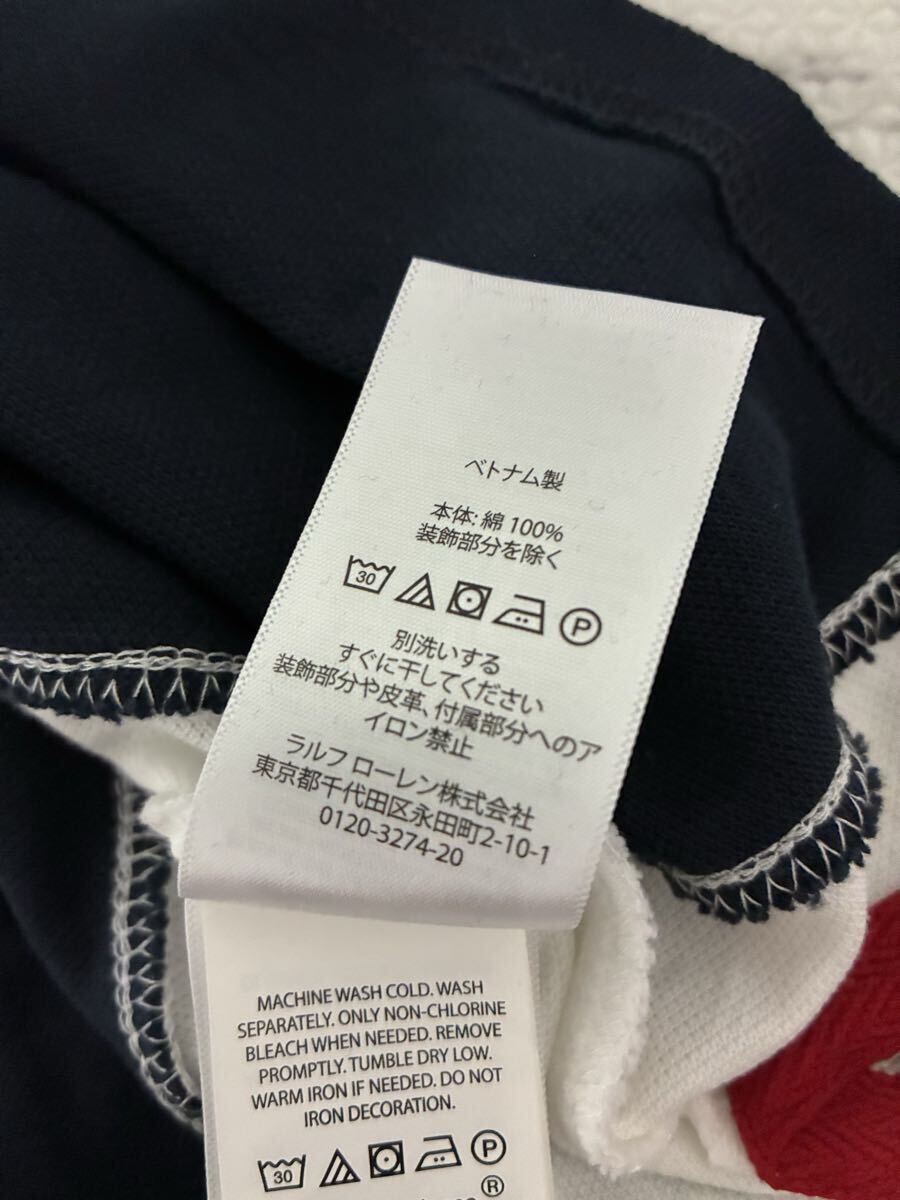 ベトナム製
本体: 綿 100%
装飾部分を除く
30 P
別洗いする
すぐに干してください
装飾部分や皮革、付属部分へのア
イロン禁止
ラルフ ローレン株式会社
東京都千代田区永田町2-10-1
0120-3274-20
MACHINE WASH COLD. WASH
SEPARATELY. ONLY NON-CHLORINE
BLEACH WHEN NEEDED. REMOVE
PROMPTLY. TUMBLE DRY LOW.
WARM IRON IF NEEDED. DO NOT
IRON DECORATION.
30 P
®